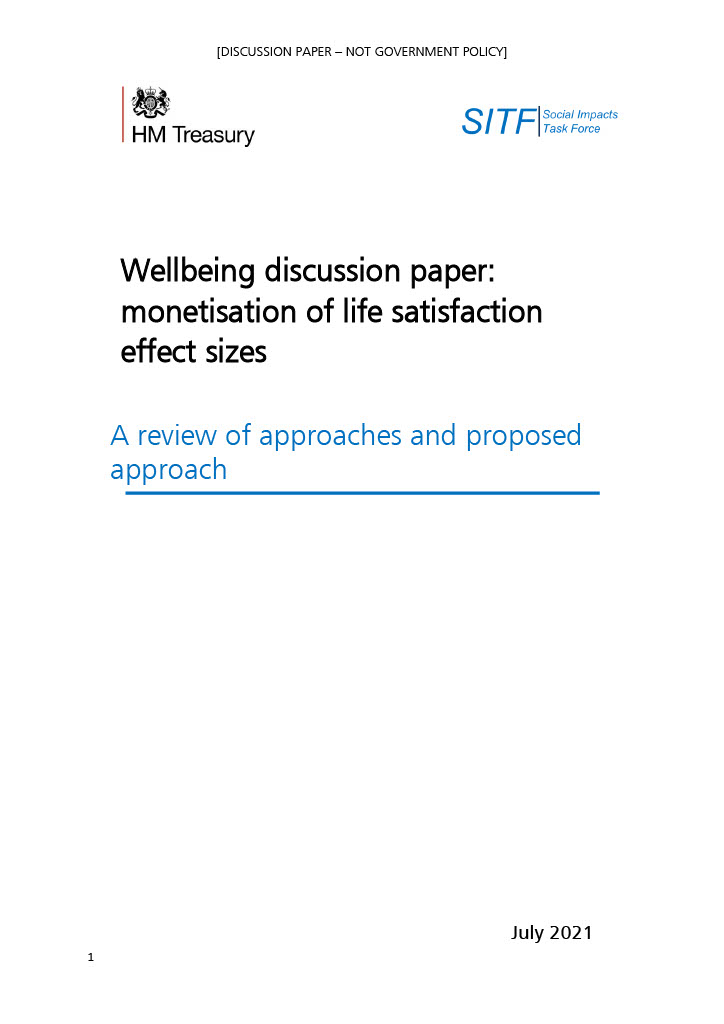 [DISCUSSION PAPER – NOT GOVERNMENT POLICY]
HM Treasury
SITF Social Impacts
Task Force
Wellbeing discussion paper:
monetisation of life satisfaction
effect sizes
A review of approaches and proposed
approach
July 2021
1